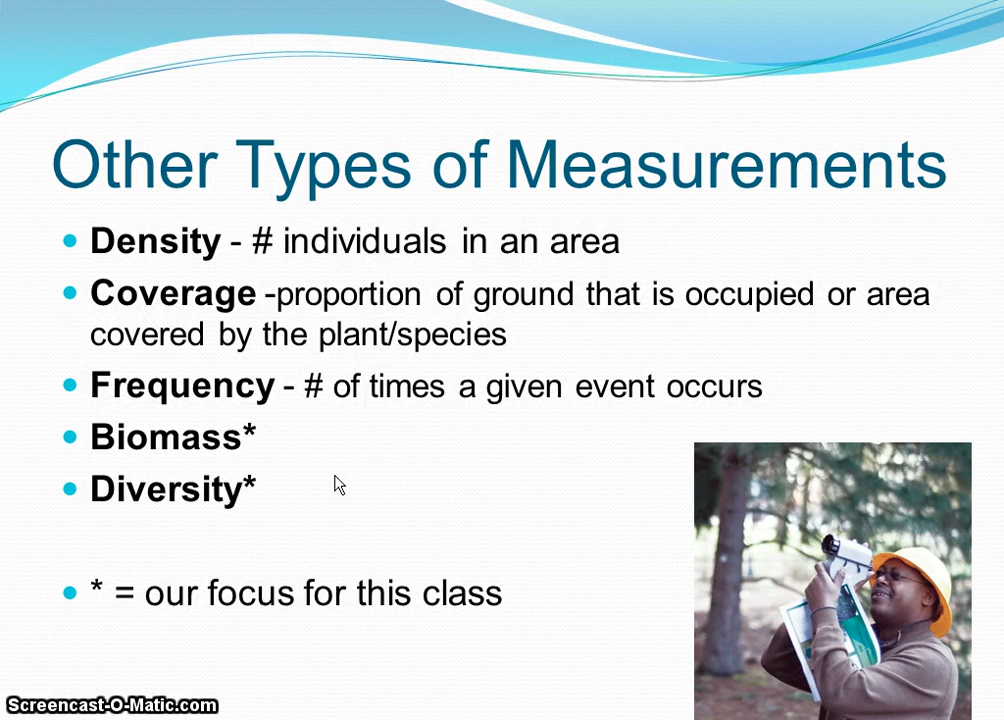 Other Types of Measurements
Density - # individuals in an area
Coverage -proportion of ground that is occupied or area
covered by the plant/species
Frequency - # of times a given event occurs
Biomass*
Diversity*
* = our focus for this class
Screencast-O-Matic.com